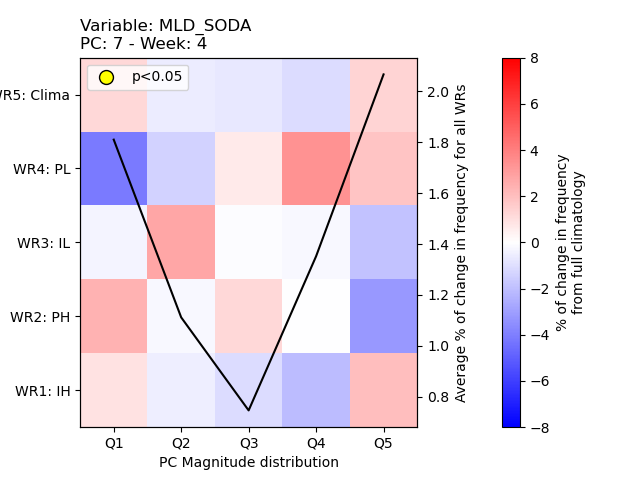 Variable: MLD_SODA
PC: 7 - Week: 4
p<0.05
WR5: Clima
WR4: PL
WR3: IL
WR2: PH
WR1: IH
Q1 Q2 Q3 Q4 Q5
PC Magnitude distribution
2.0
1.8
1.6
1.4
1.2
1.0
0.8
Average % of change in frequency for all WRs
8
6
4
2
0
−2
−4
−6
−8
% of change in frequency
from full climatology